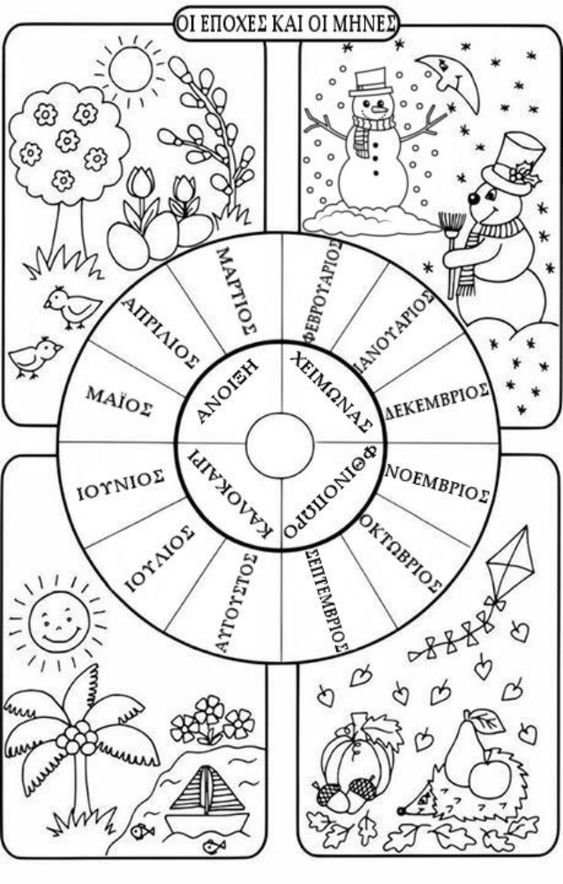 ΟΙ ΕΠΟΧΕΣ ΚΑΙ ΟΙ ΜΗΝΕΣ
ΜΑΡΤΙΟΣ
ΦΕΒΡΟΥΑΡΙΟΣ
ΑΠΡΙΛΙΟΣ
ΙΑΝΟΥΑΡΙΟΣ
ΜΑΪΟΣ
ΑΝΟΙΞΗ
ΧΕΙΜΩΝΑΣ
ΔΕΚΕΜΒΡΙΟΣ
ΙΟΥΝΙΟΣ
ΚΑΛΟΚΑΙΡΙ
ΦΘΙΝΟΠΩΡΟ
ΝΟΕΜΒΡΙΟΣ
ΙΟΥΛΙΟΣ
ΟΚΤΩΒΡΙΟΣ
ΑΥΓΟΥΣΤΟΣ
ΣΕΠΤΕΜΒΡΙΟΣ